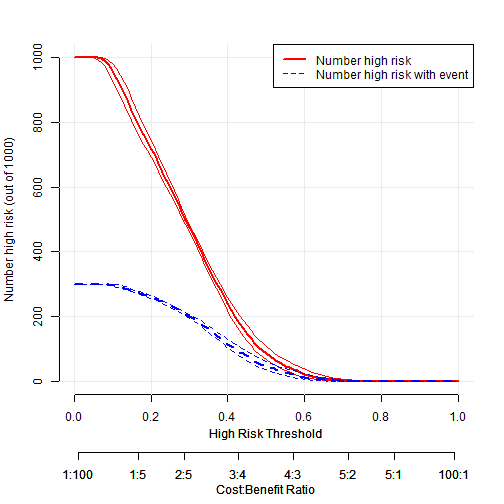 Number high risk
Number high risk with event
Number high risk (out of 1000)
1000
800
600
400
200
0
0.0 0.2 0.4 0.6 0.8 1.0
High Risk Threshold
1:100 1:5 2:5 3:4 4:3 5:2 5:1 100:1
Cost:Benefit Ratio